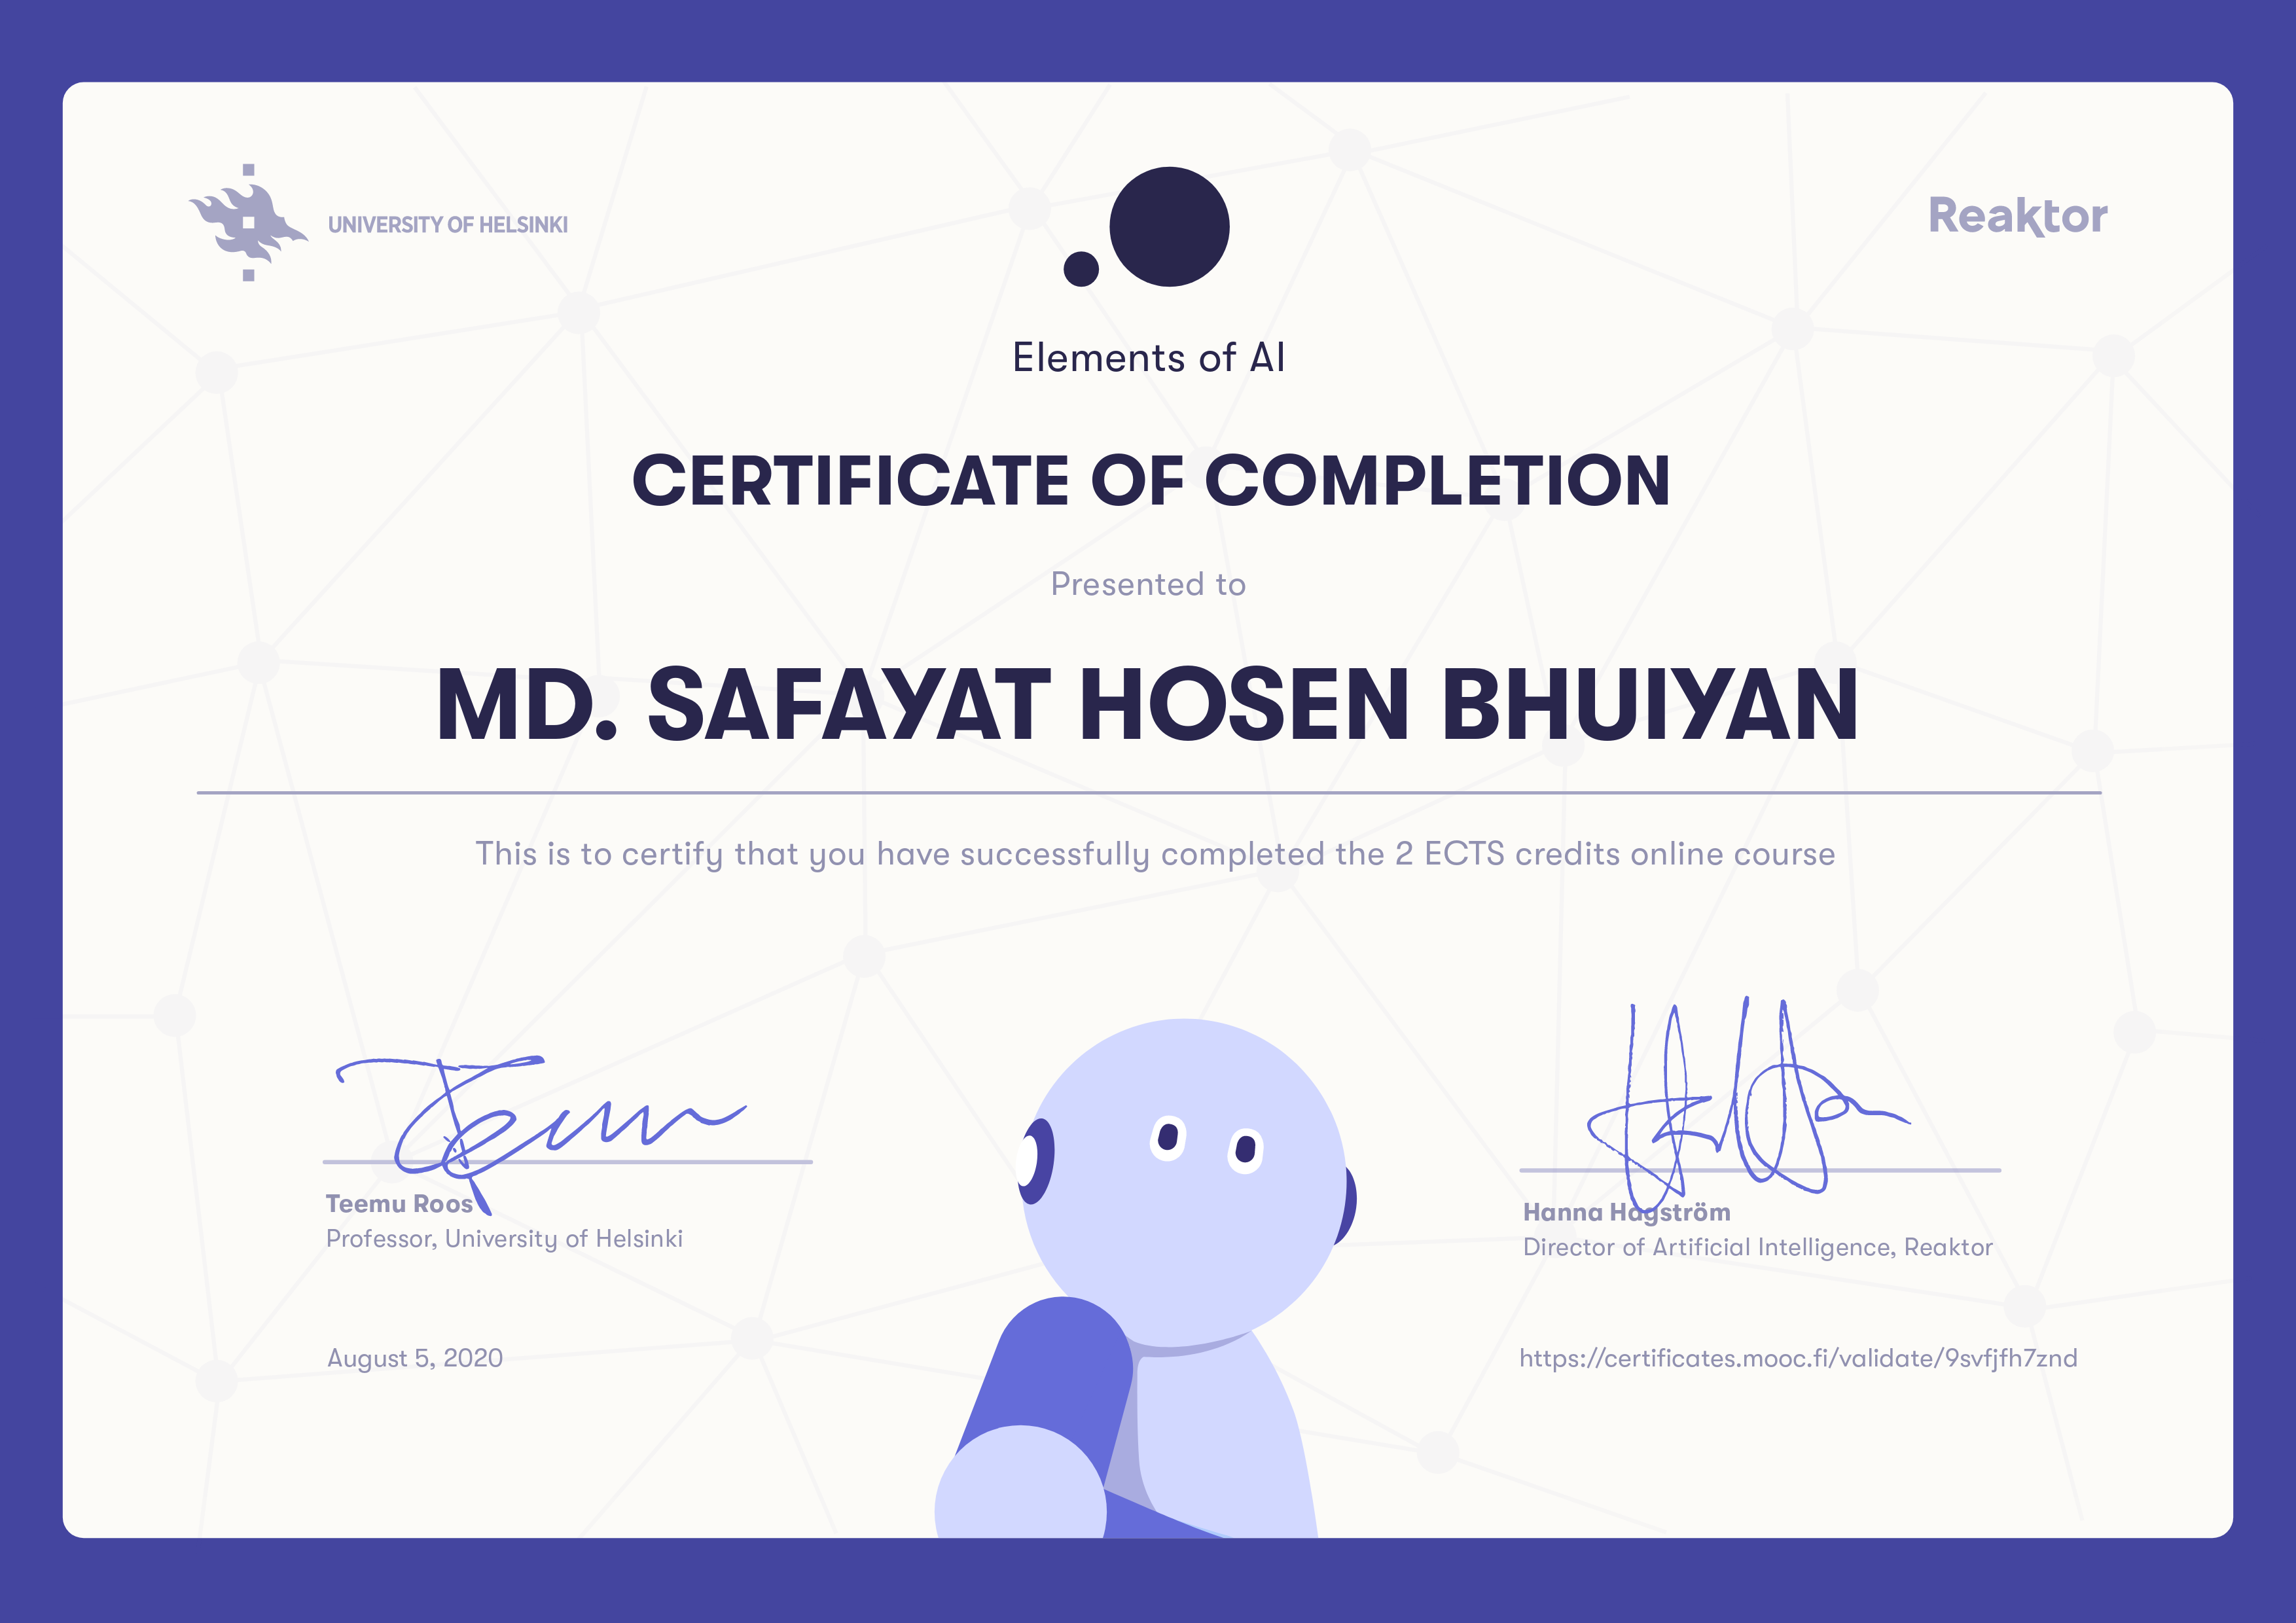 UNIVERSITY OF HELSINKI
Reaktor
Elements of AI
CERTIFICATE OF COMPLETION
Presented to
MD. SAFAYAT HOSEN BHUIYAN
This is to certify that you have successfully completed the 2 ECTS credits online course
Teemu Roos
Professor, University of Helsinki
Hanna Hagström
Director of Artificial Intelligence, Reaktor
August 5, 2020
https://certificates.mooc.fi/validate/9svfjfh7znd